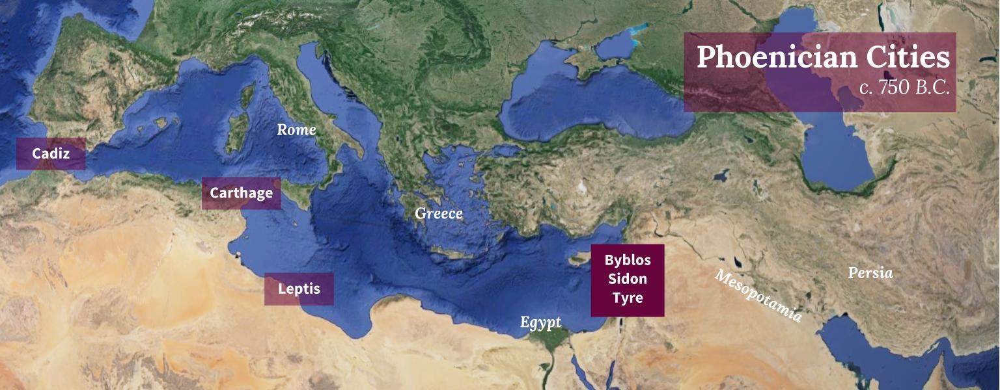 Phoenician Cities
c. 750 B.C.
Rome
Cadiz
Carthage
Greece
Byblos
Sidon
Tyre
Persia
Leptis
Mesopotamia
Egypt